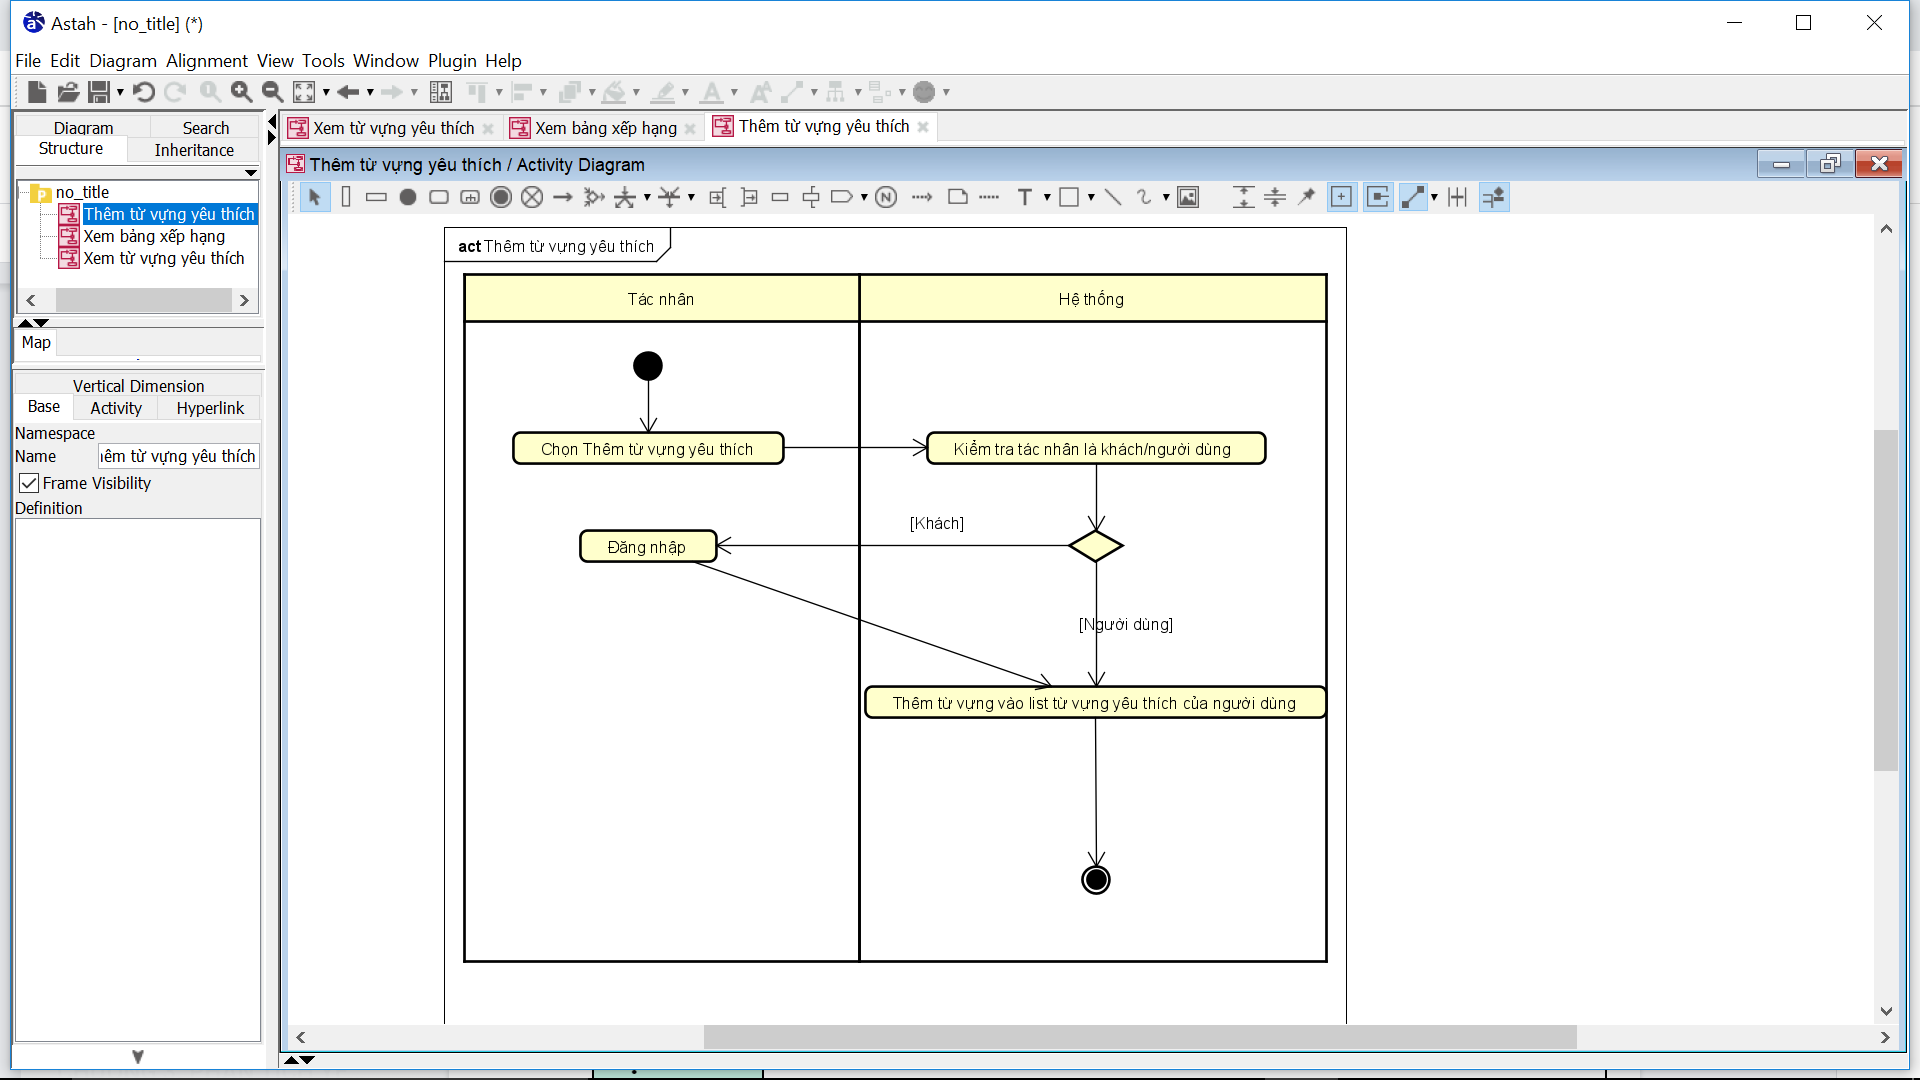 Astah - [no_title] (*)
File Edit Diagram Alignment View Tools Window Plugin Help
Diagram Search
Structure Inheritance
no_title
Thêm từ vựng yêu thích
Xem bảng xếp hạng
Xem từ vựng yêu thích
Map
Vertical Dimension
Base Activity Hyperlink
Namespace
Name êm từ vựng yêu thích
Frame Visibility
Definition
Xem từ vựng yêu thích Xem bảng xếp hạng Thêm từ vựng yêu thích
Thêm từ vựng yêu thích / Activity Diagram
act Thêm từ vựng yêu thích
Tác nhân Hệ thống
Chọn Thêm từ vựng yêu thích Kiểm tra tác nhân là khách/người dùng
[Khách]
Đăng nhập
[Người dùng]
Thêm từ vựng vào list từ vựng yêu thích của người dùng